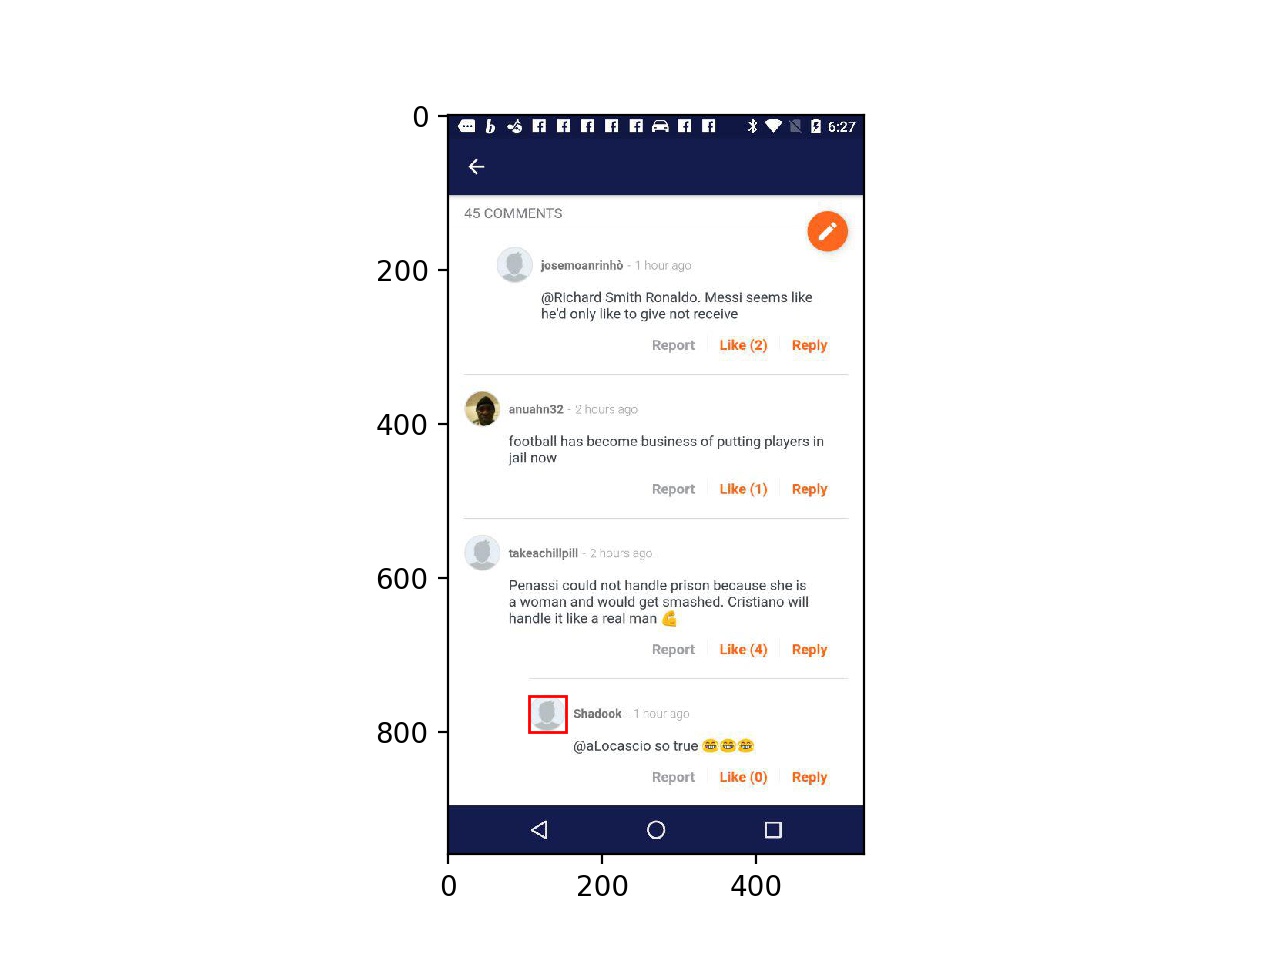 0
200
400
600
800
0
200
400
6:27
45 COMMENTS
josemoanrinhò - 1 hour ago
@Richard Smith Ronaldo. Messi seems like
he'd only like to give not receive
Report Like (2) Reply
anuahn32 - 2 hours ago
football has become business of putting players in
jail now
Report Like (1) Reply
takeachillpill - 2 hours ago
Penassi could not handle prison because she is
a woman and would get smashed. Cristiano will
handle it like a real man 💪
Report Like (4) Reply
Shadook - 1 hour ago
@aLocascio so true 😂😂😂
Report Like (0) Reply